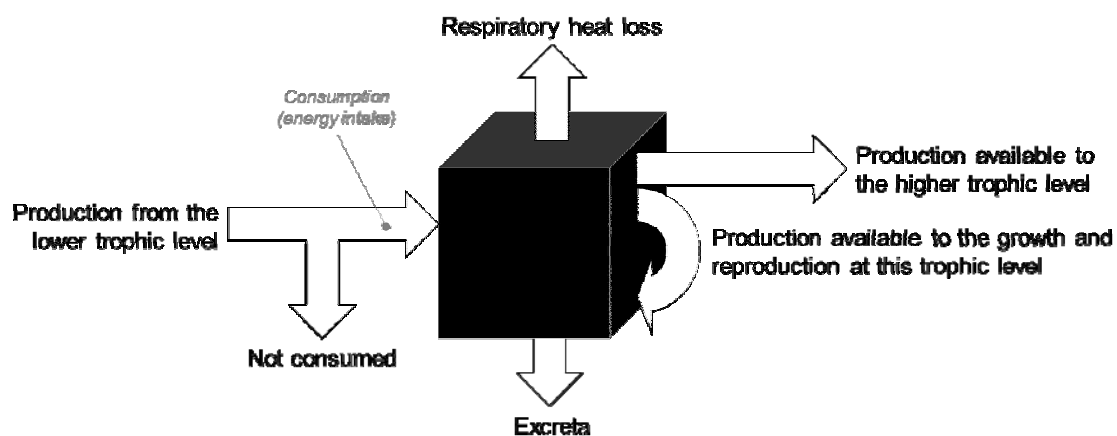 Respiratory heat loss
Consumption
(energy intake)
Production available to
the higher trophic level
Production from the
lower trophic level
Production available to the growth and
reproduction at this trophic level
Not consumed
Excreta